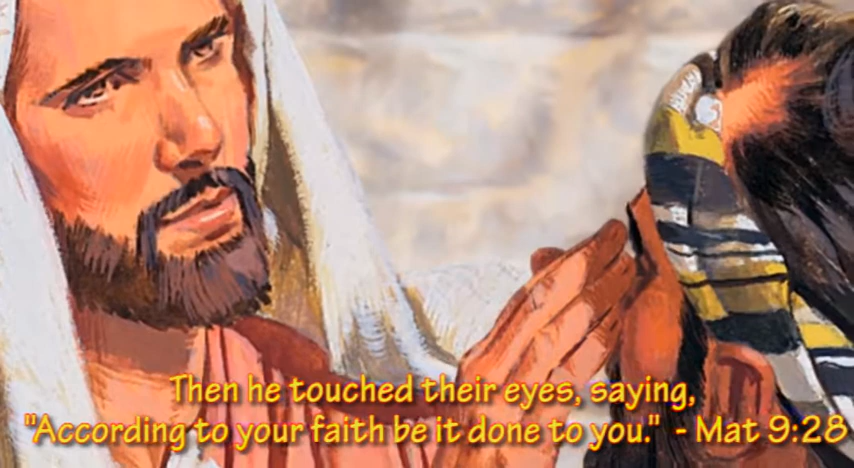 Then he touched their eyes, saying,
"According to your faith be it done to you." - Mat 9:28